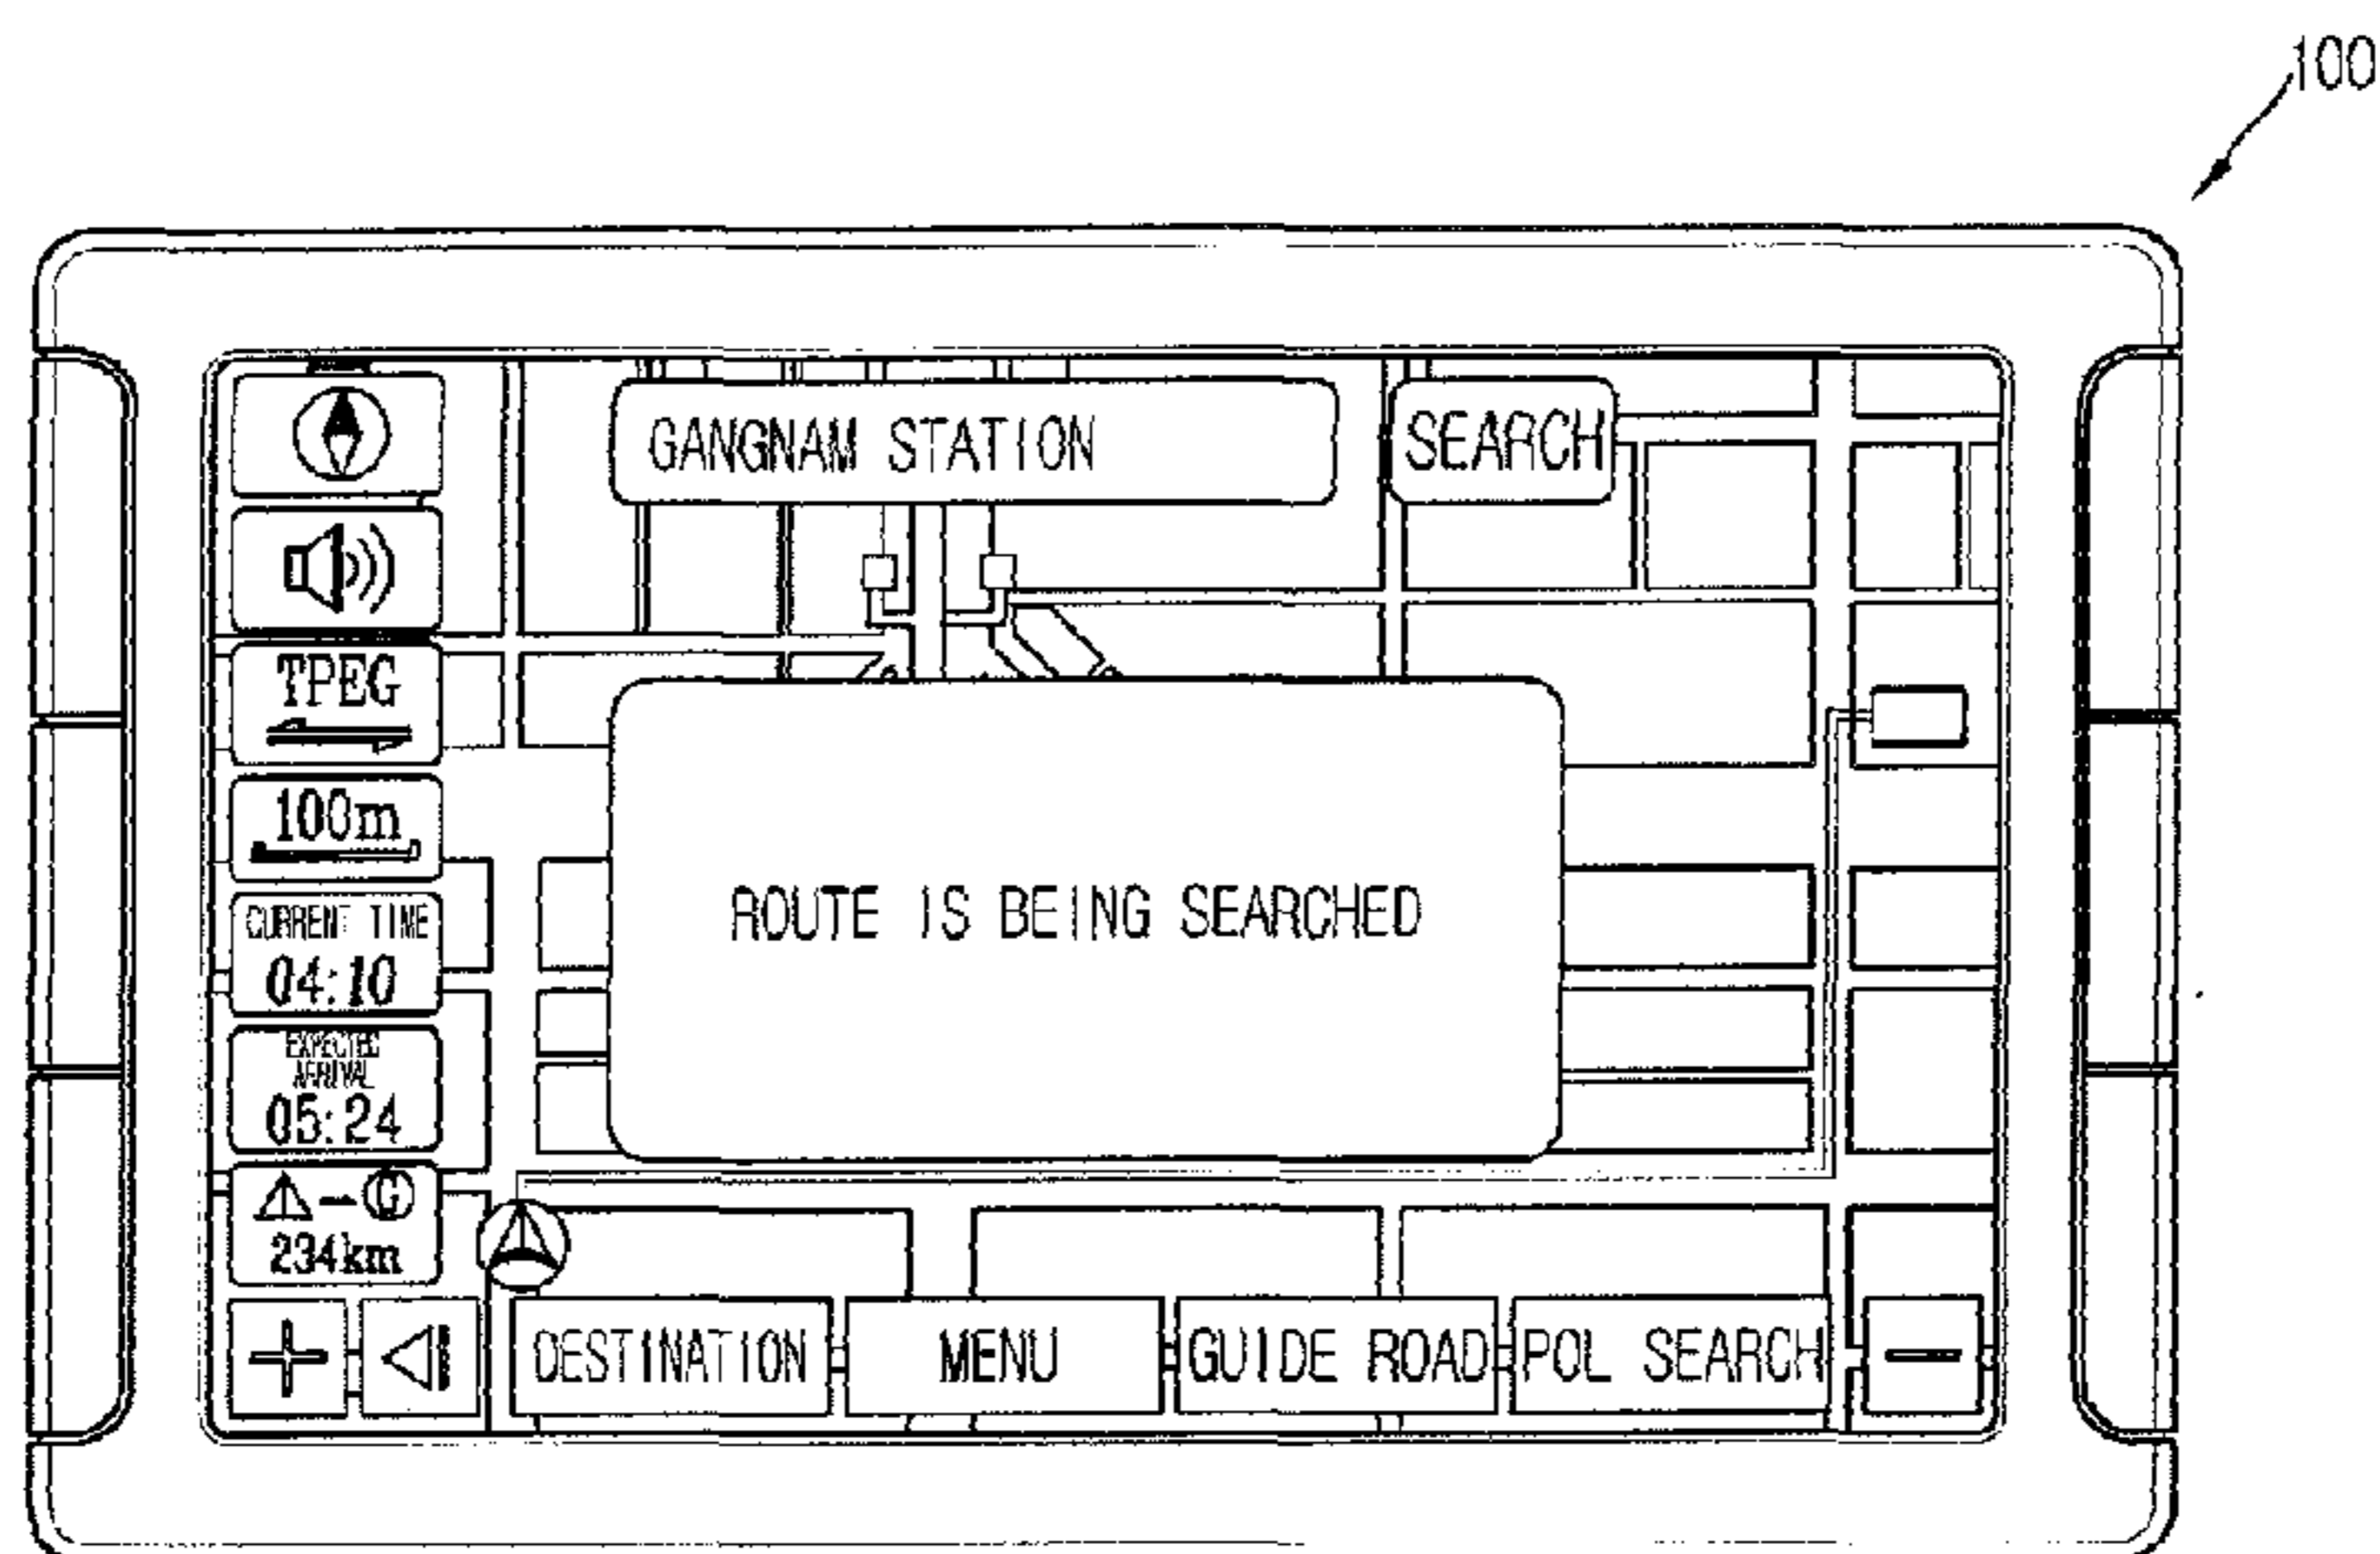 100
GANGNAM STATION
SEARCH
TPEG
100m
ROUTE IS BEING SEARCHED
CURRENT TIME
04:10
EXPECTED
ARRIVAL
05:24
G
234km
DESTINATION
MENU
GUIDE ROAD
POL SEARCH